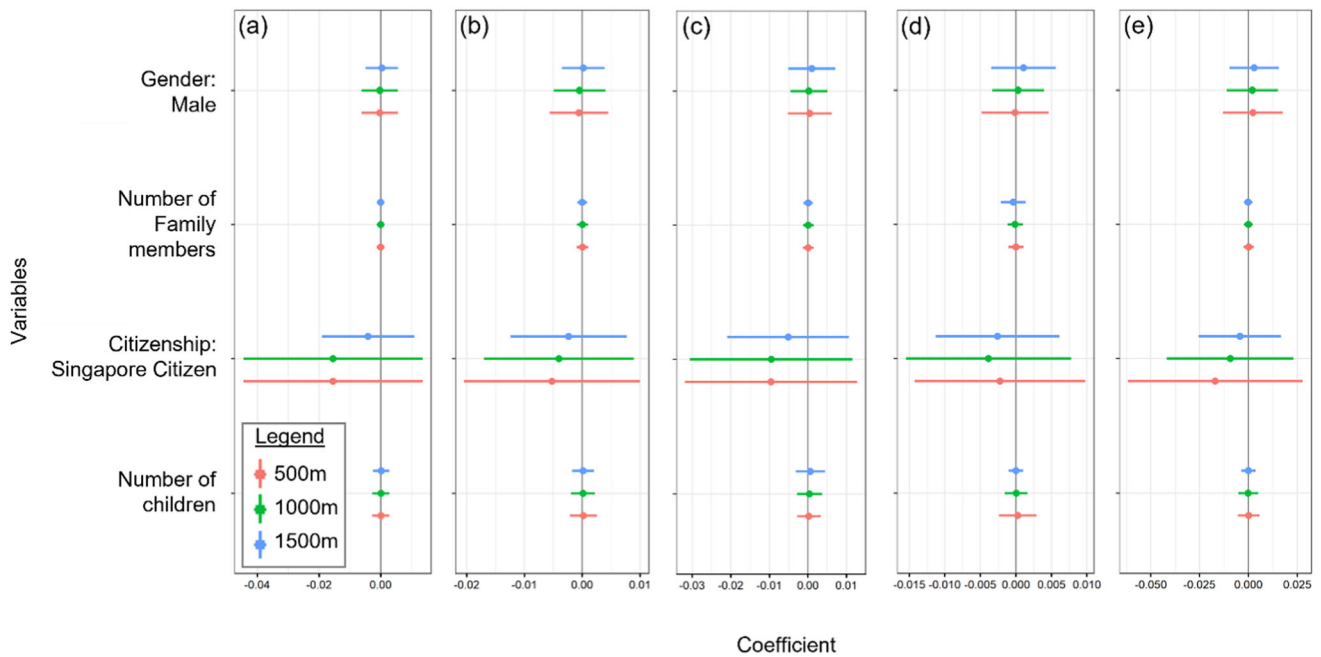 (a)
(b)
(c)
(d)
(e)
Variables
Gender:
Male
Number of
Family
members
Citizenship:
Singapore Citizen
Number of
children
Legend
500m
1000m
1500m
-0.04 -0.02 0.00
-0.02 -0.01 0.00 0.01
-0.03 -0.02 -0.01 0.00 0.01
-0.015 -0.010 -0.005 0.000 0.005 0.010
-0.050 -0.025 0.000 0.025
Coefficient